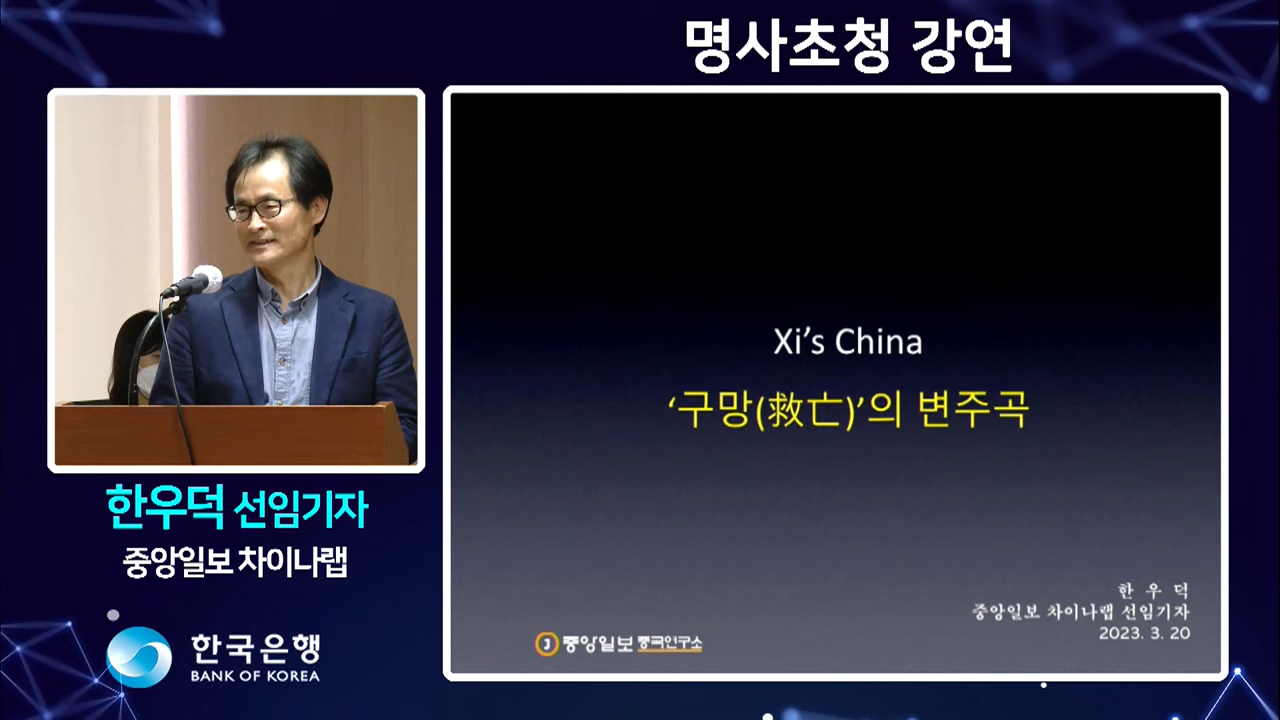 명사초청 강연
Xi’s China
‘구망(救亡)’의 변주곡
한 우 덕
중앙일보 차이나랩 선임기자
2023. 3. 20
J 중앙일보 중국연구소
한우덕 선임기자
중앙일보 차이나랩
한국은행
BANK OF KOREA